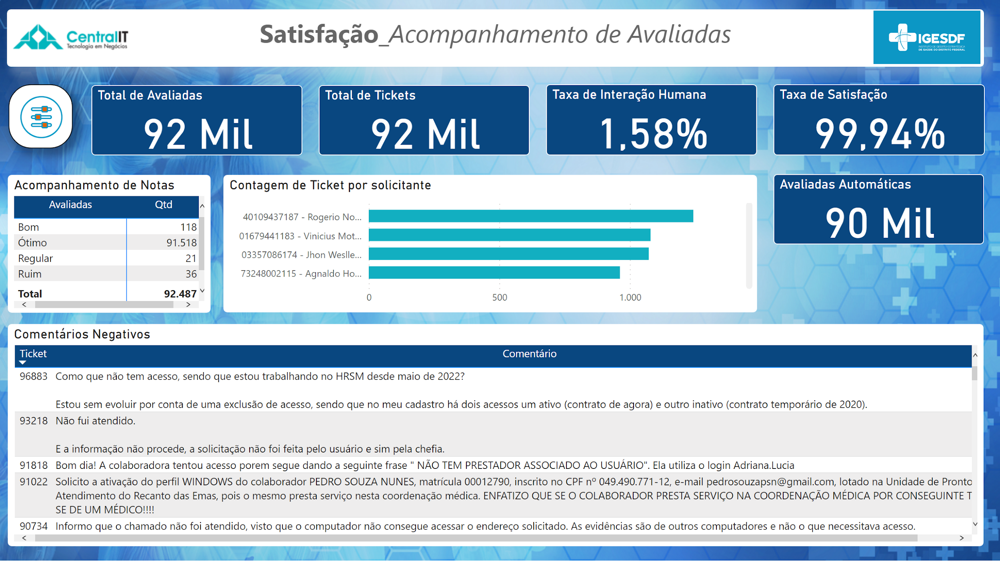 CentralIT
Tecnologia em Negócios
Satisfação_Acompanhamento de Avaliadas
IGESDF
INSTITUTO DE GESTÃO ESTRATÉGICA
DE SAÚDE DO DISTRITO FEDERAL
Total de Avaliadas
92 Mil
Total de Tickets
92 Mil
Taxa de Interação Humana
1,58%
Taxa de Satisfação
99,94%
Acompanhamento de Notas
Avaliadas Qtd
Bom 118
Ótimo 91.518
Regular 21
Ruim 36
Total 92.487
Contagem de Ticket por solicitante
40109437187 - Rogerio No...
01679441183 - Vinicius Mot...
03357086174 - JhonWeslle...
73248002115 - Agnaldo Ho...
0 500 1.000
Avaliadas Automáticas
90 Mil
Comentários Negativos
Ticket Comentário
96883 Como que não tem acesso, sendo que estou trabalhando no HRSM desde maio de 2022?
Estou sem evoluir por conta de uma exclusão de acesso, sendo que no meu cadastro há dois acessos um ativo (contrato de agora) e outro inativo (contrato temporário de 2020).
93218 Não fui atendido.
E a informação não procede, a solicitação não foi feita pelo usuário e sim pela chefia.
91818 Bom dia! A colaboradora tentou acesso porem segue dando a seguinte frase " NÃO TEM PRESTADOR ASSOCIADO AO USUÁRIO". Ela utiliza o login Adriana.Lucia
91022 Solicito a ativação do perfil WINDOWS do colaborador PEDRO SOUZA NUNES, matrícula 00012790, inscrito no CPF nº 049.490.771-12, e-mail pedrosouzapsn@gmail.com, lotado na Unidade de Pronto
Atendimento do Recanto das Emas, pois o mesmo presta serviço nesta coordenação médica. ENFATIZO QUE SE O COLABORADOR PRESTA SERVIÇO NA COORDENAÇÃO MÉDICA POR CONSEGUINTE T
SE DE UM MÉDICO!!!!
90734 Informo que o chamado não foi atendido, visto que o computador não consegue acessar o endereço solicitado. As evidências são de outros computadores e não o que necessitava acesso.